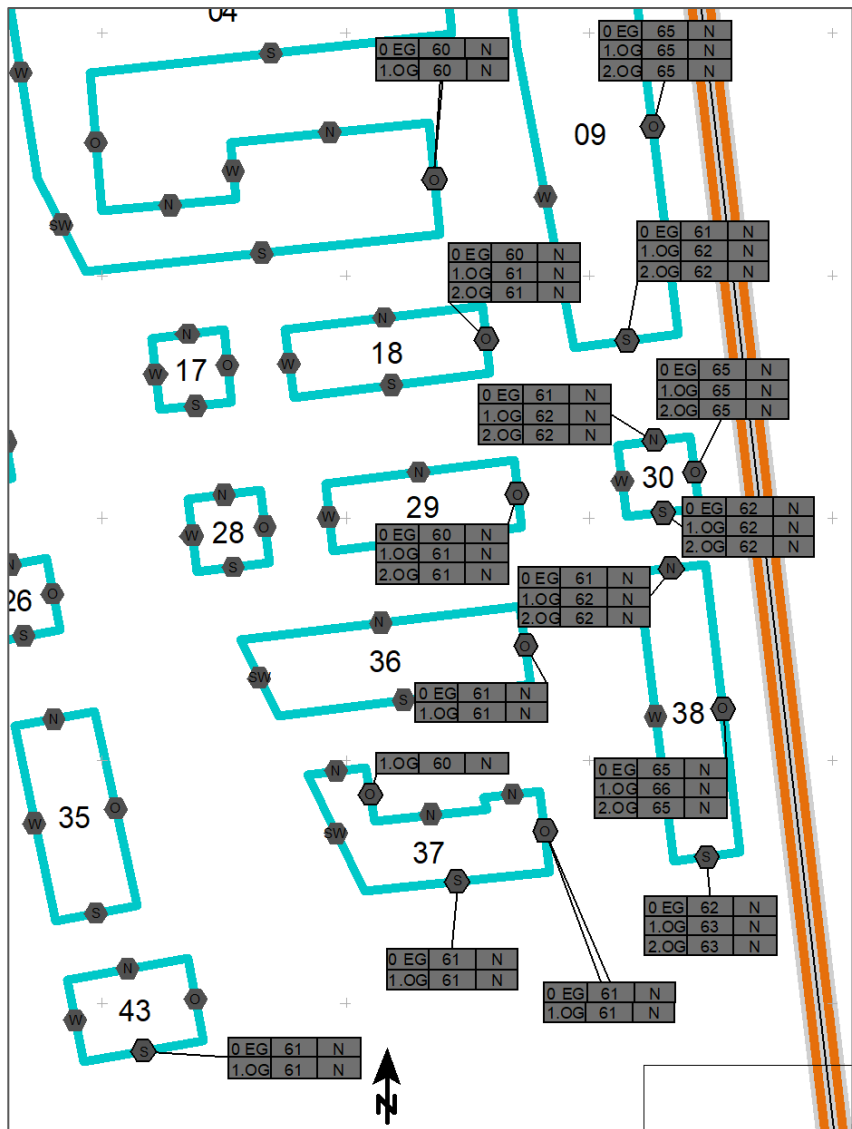 04
0 EG 60 N
1.OG 60 N
0 EG 65 N
1.OG 65 N
2.OG 65 N
W
S
O
N
W
N
O
SW
S
09
O
W
0 EG 61 N
1.OG 62 N
2.OG 62 N
S
0 EG 60 N
1.OG 61 N
2.OG 61 N
N
W
17
O
S
N
W
18
O
S
0 EG 61 N
1.OG 62 N
2.OG 62 N
0 EG 65 N
1.OG 65 N
2.OG 65 N
N
W
30
O
S
0 EG 62 N
1.OG 62 N
2.OG 62 N
N
W
28
O
S
N
W
29
O
0 EG 60 N
1.OG 61 N
2.OG 61 N
N
26
O
S
0 EG 61 N
1.OG 62 N
2.OG 62 N
N
N
SW
36
O
S
0 EG 61 N
1.OG 61 N
W
38
O
0 EG 65 N
1.OG 66 N
2.OG 65 N
S
0 EG 62 N
1.OG 63 N
2.OG 63 N
N
W
35
O
S
1.OG 60 N
N
O
N
N
SW
37
O
S
0 EG 61 N
1.OG 61 N
0 EG 61 N
1.OG 61 N
N
W
43
O
S
0 EG 61 N
1.OG 61 N
N